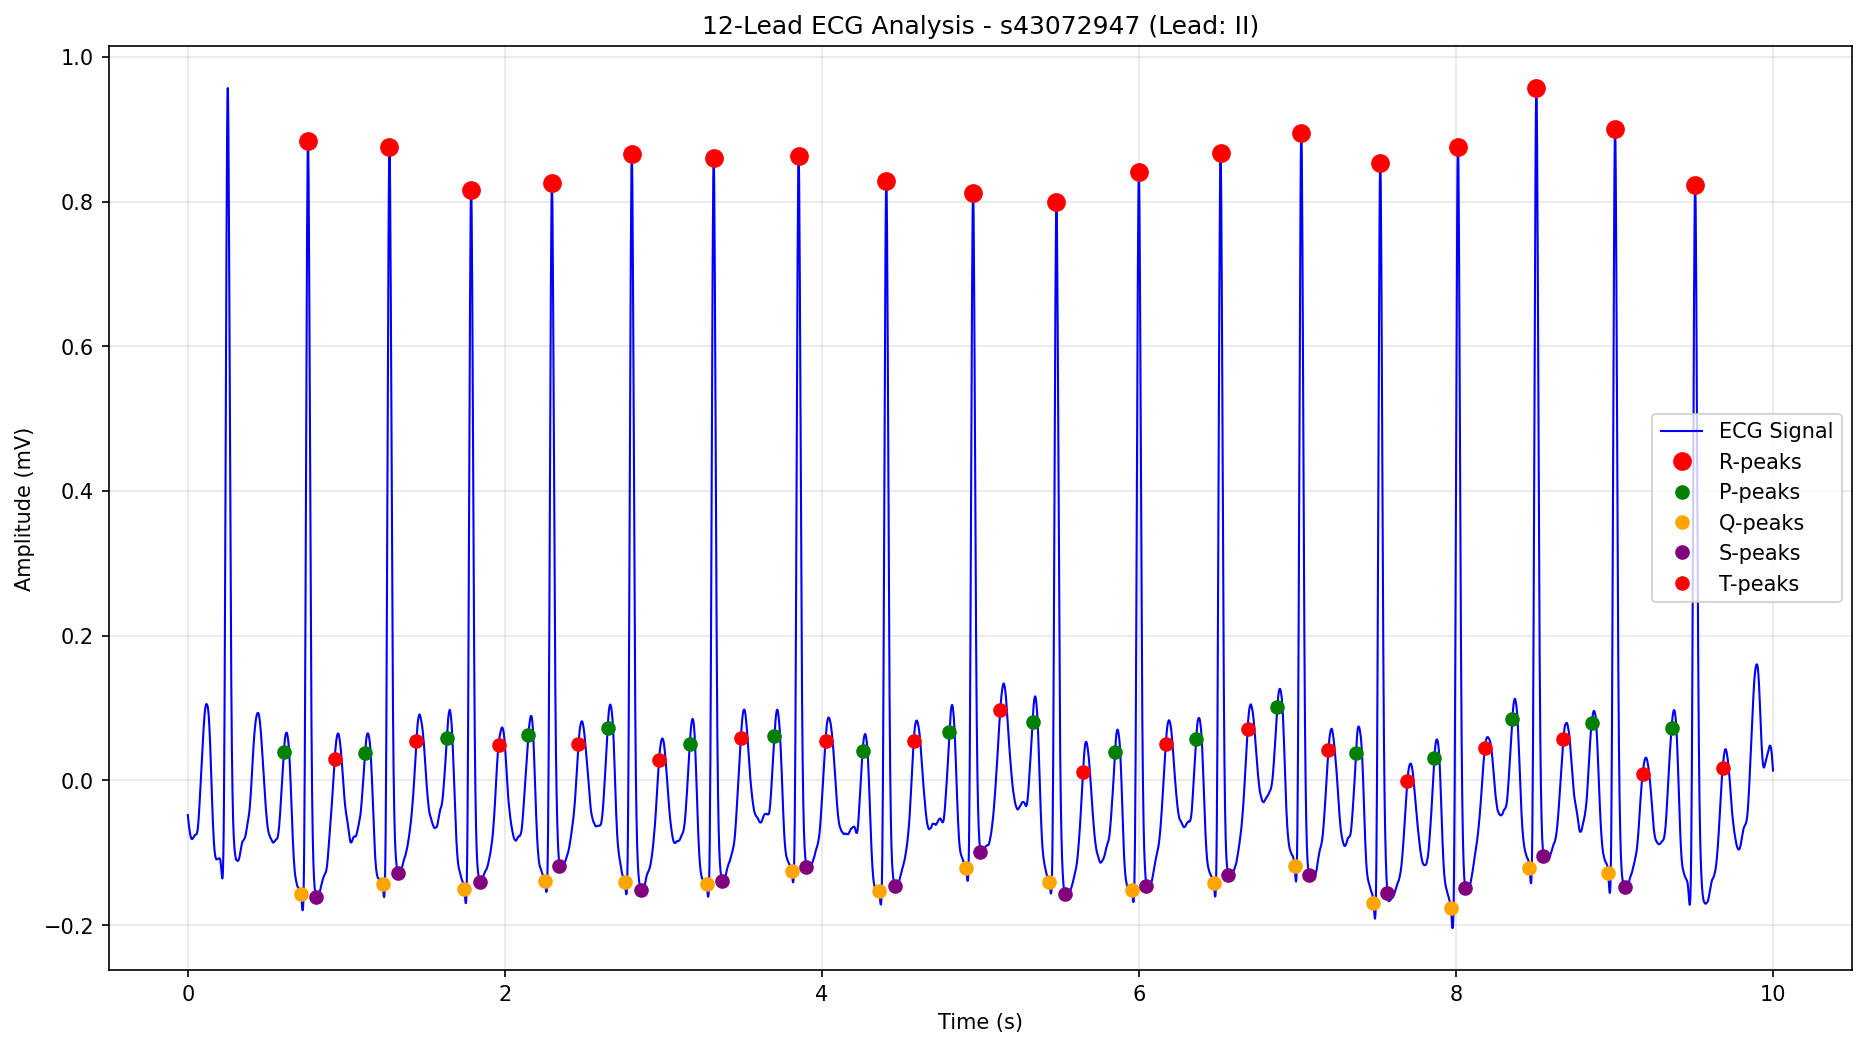 12-Lead ECG Analysis - s43072947 (Lead: II)
1.0
0.8
0.6
0.4
0.2
0.0
−0.2
Amplitude (mV)
ECG Signal
R-peaks
P-peaks
Q-peaks
S-peaks
T-peaks
0 2 4 6 8 10
Time (s)